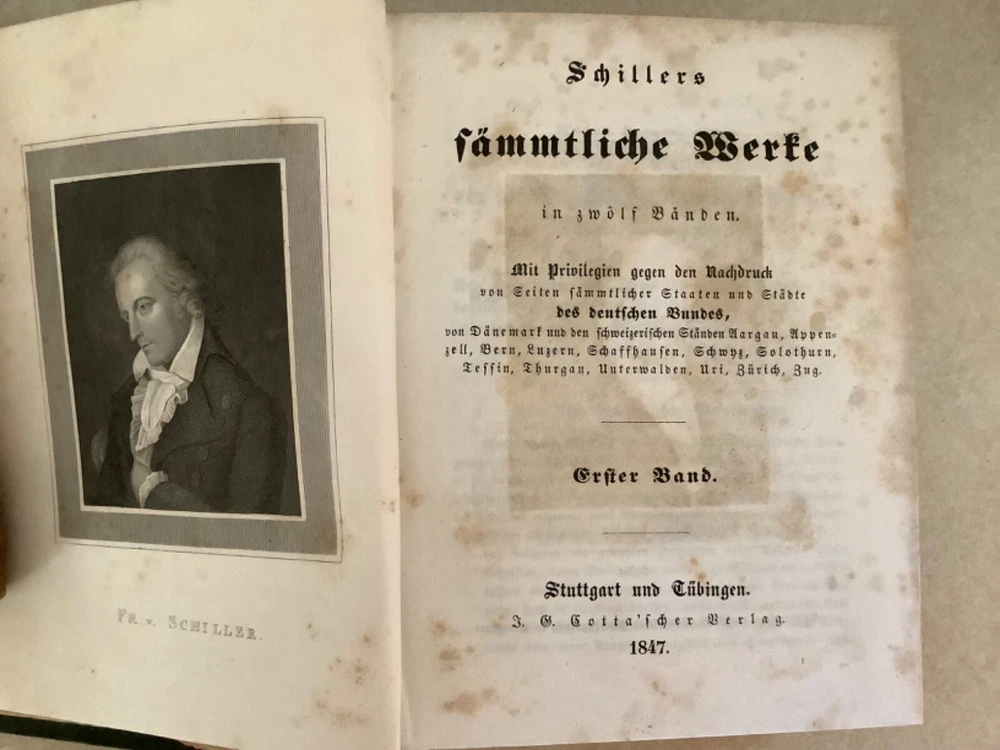 FR. v. SCHILLER.
Schillers
sämmtliche Werke
in zwölf Bänden.
Mit Privilegien gegen den Nachdruck
von Seiten sämmtlicher Staaten und Städte
des deutschen Bundes,
von Dänemark und den schweizerischen Ständen Aargau, Appen-
zell, Bern, Luzern, Schaffhausen, Schwyz, Solothurn,
Tessin, Thurgau, Unterwalden, Uri, Zürich, Zug.
Erster Band.
Stuttgart und Tübingen.
J. G. Cotta'scher Verlag.
1847.